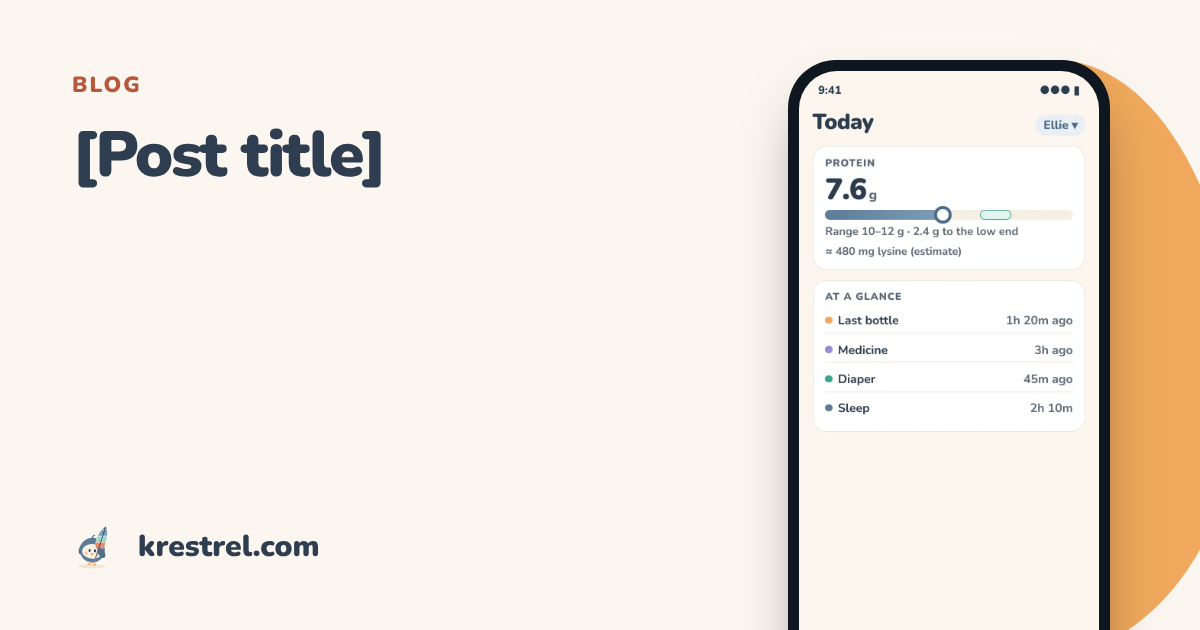 BLOG
[Post title]
krestrel.com
9:41
Today
Ellie ▾
PROTEIN
7.6 g
Range 10–12 g · 2.4 g to the low end
≈ 480 mg lysine (estimate)
AT A GLANCE
Last bottle 1h 20m ago
Medicine 3h ago
Diaper 45m ago
Sleep 2h 10m